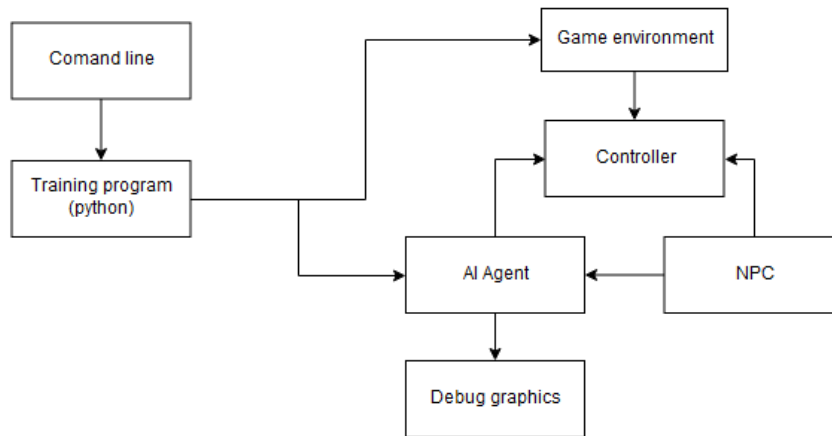 Comand line
Game environment
Training program
(python)
Controller
AI Agent
NPC
Debug graphics